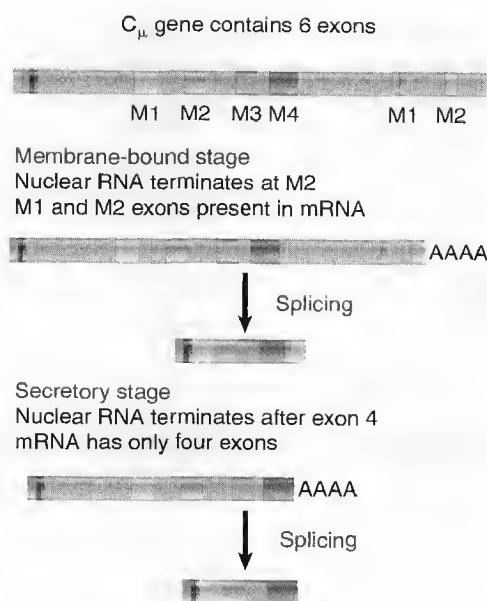 Cμ gene contains 6 exons
M1 M2 M3 M4 M1 M2
Membrane-bound stage
Nuclear RNA terminates at M2
M1 and M2 exons present in mRNA
AAAA
Splicing
Secretory stage
Nuclear RNA terminates after exon 4
mRNA has only four exons
AAAA
Splicing